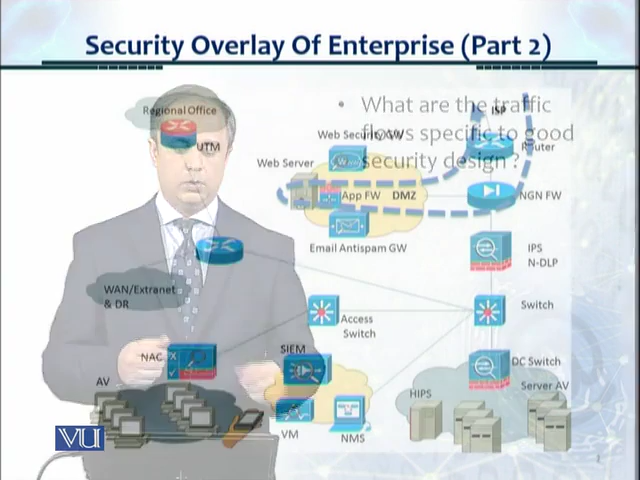 Security Overlay Of Enterprise (Part 2)
Regional Office
UTM
• What are the traffic
flows specific to good
security design ?
ISP
Router
Web Security GW
Web Server
App FW
DMZ
NGN FW
Email Antispam GW
IPS
N-DLP
WAN/Extranet
& DR
Access
Switch
Switch
NAC
SIEM
DC Switch
Server AV
AV
HIPS
VM
NMS
VU